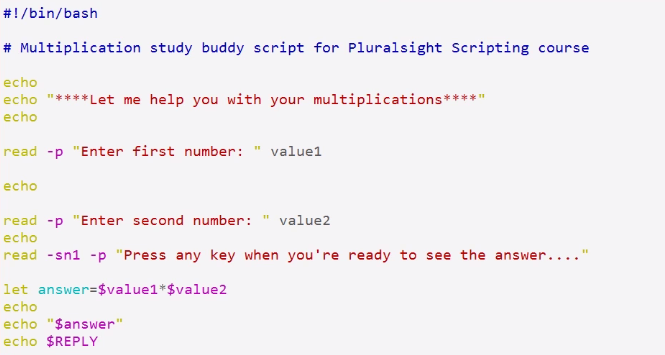 #!/bin/bash
# Multiplication study buddy script for Pluralsight Scripting course
echo
echo "****Let me help you with your multiplications****"
echo
read -p "Enter first number: " value1
echo
read -p "Enter second number: " value2
echo
read -sn1 -p "Press any key when you're ready to see the answer...."
let answer=$value1*$value2
echo
echo "$answer"
echo $REPLY